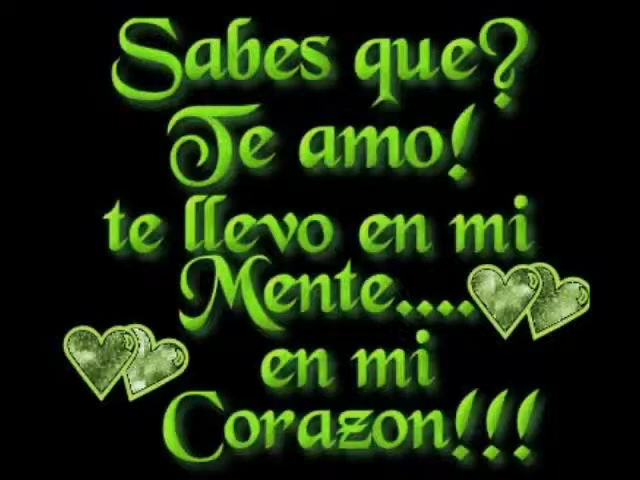 Sabes que?
Te amo!
te llevo en mi
Mente....
en mi
Corazon!!!